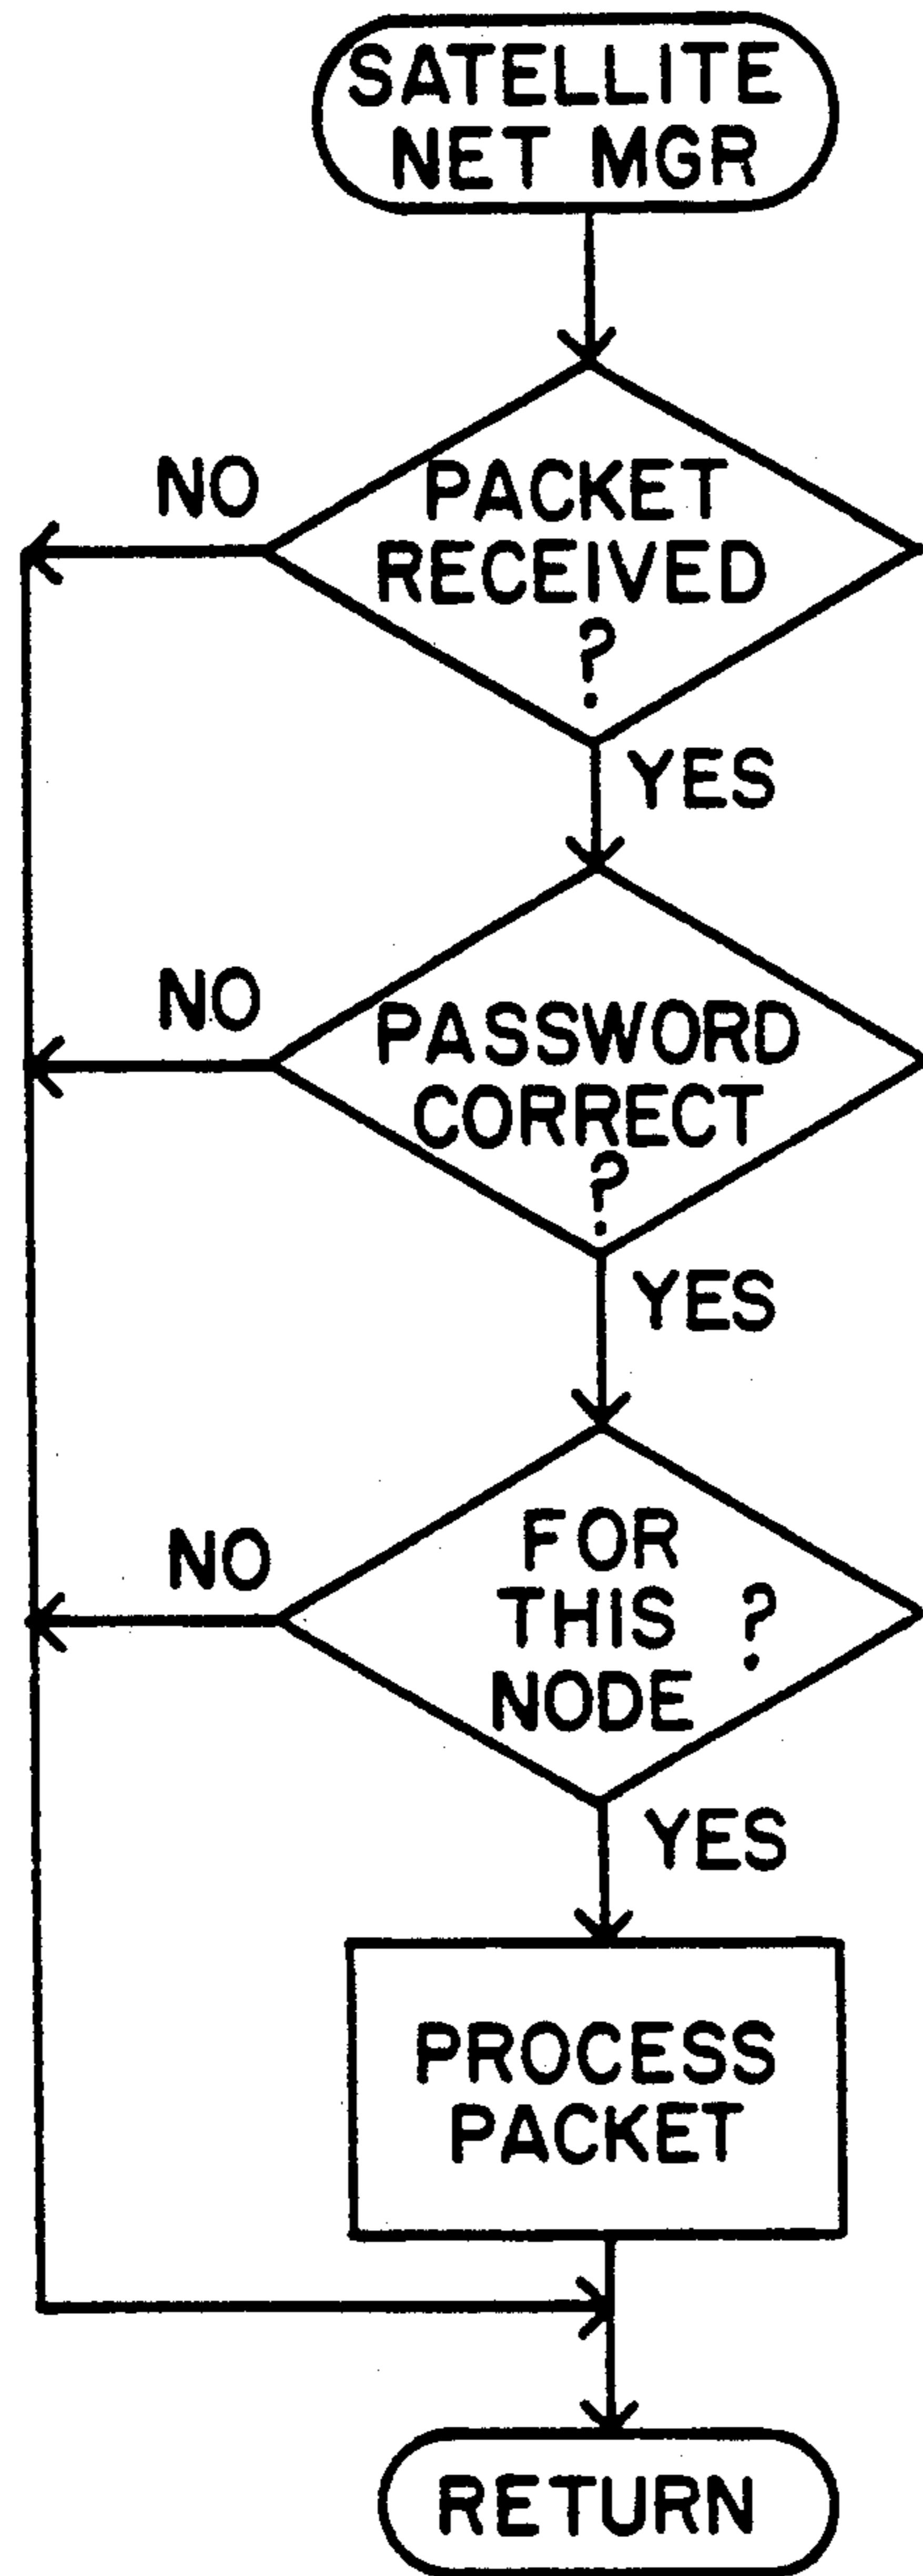 SATELLITE
NET MGR
NO
PACKET
RECEIVED
?
YES
NO
PASSWORD
CORRECT
?
YES
NO
FOR
THIS ?
NODE
YES
PROCESS
PACKET
RETURN